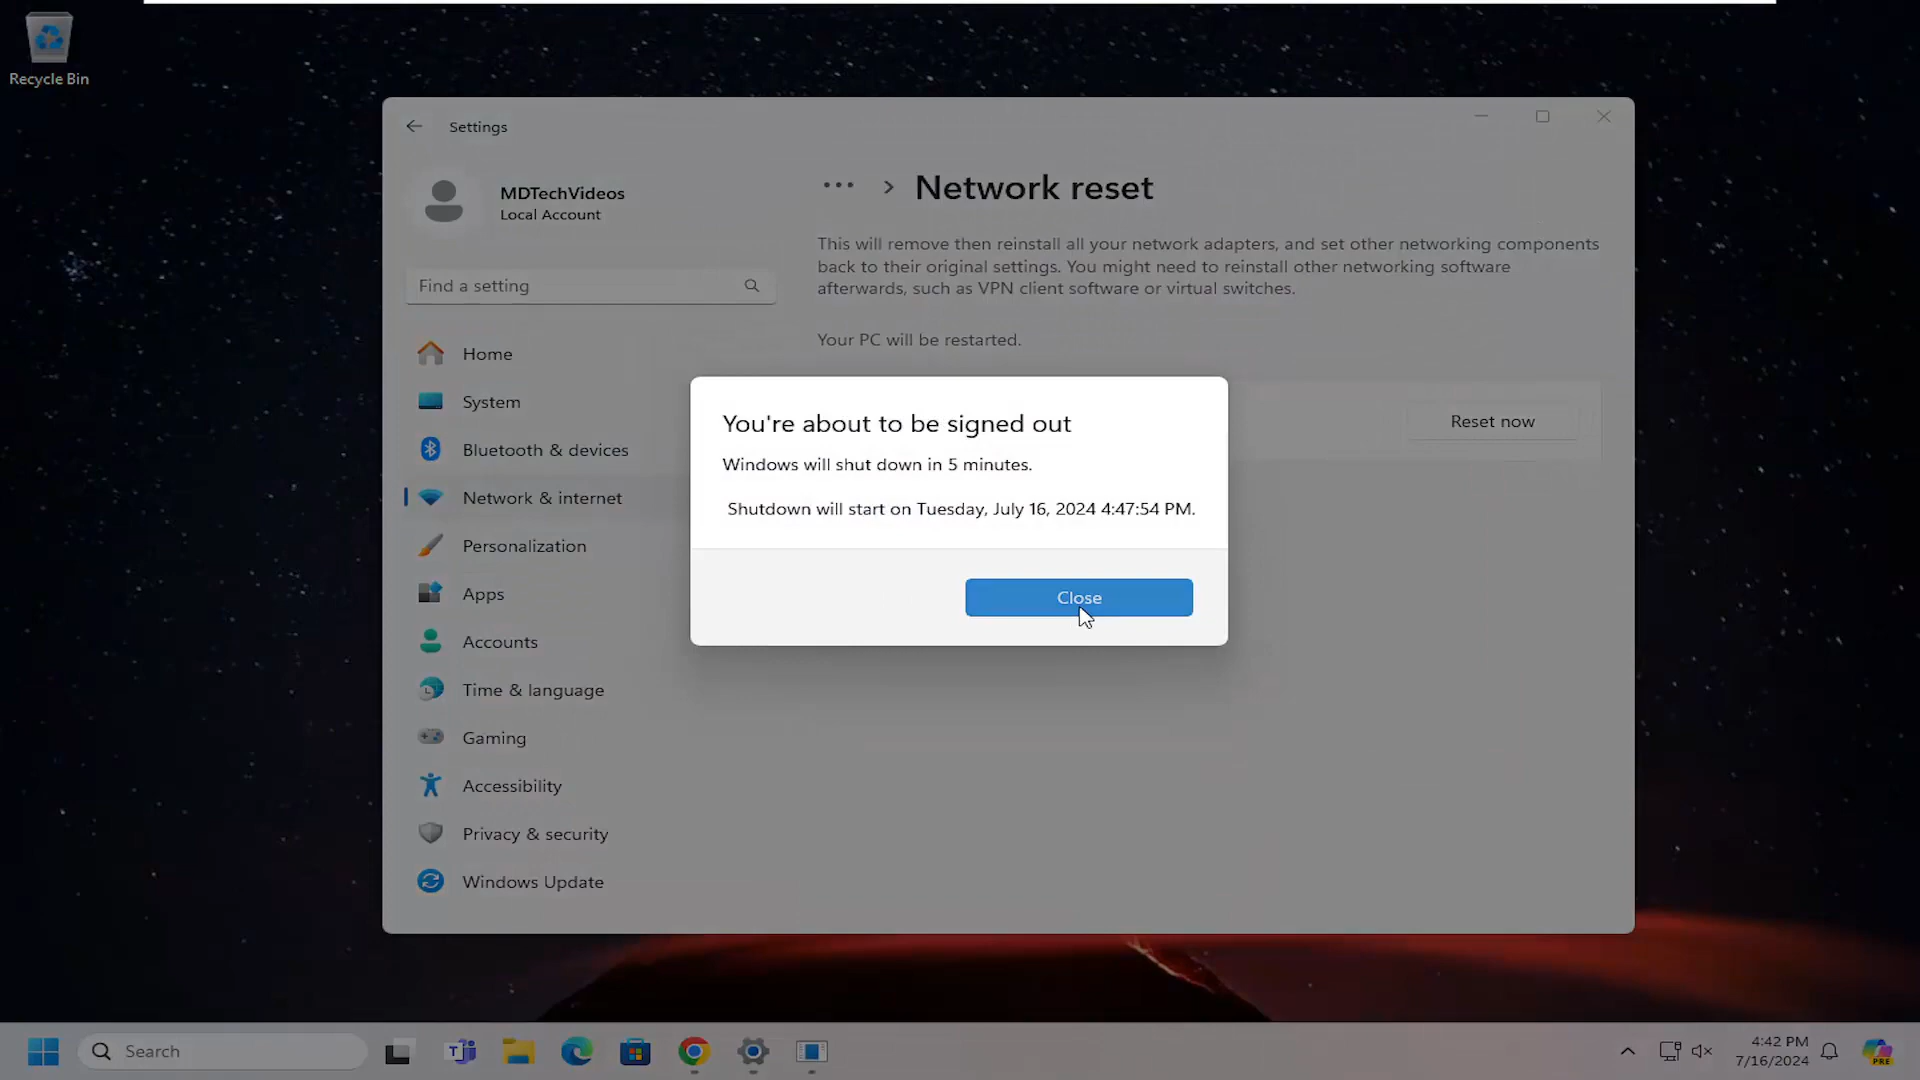 Recycle Bin
Settings
MDTechVideos
Local Account
Find a setting
Home
System
Bluetooth & devices
Network & internet
Personalization
Apps
Accounts
Time & language
Gaming
Accessibility
Privacy & security
Windows Update
Network reset
This will remove then reinstall all your network adapters, and set other networking components
back to their original settings. You might need to reinstall other networking software
afterwards, such as VPN client software or virtual switches.
Your PC will be restarted.
Reset now
You're about to be signed out
Windows will shut down in 5 minutes.
Shutdown will start on Tuesday, July 16, 2024 4:47:54 PM.
Close
Search
4:42 PM
7/16/2024
PRE